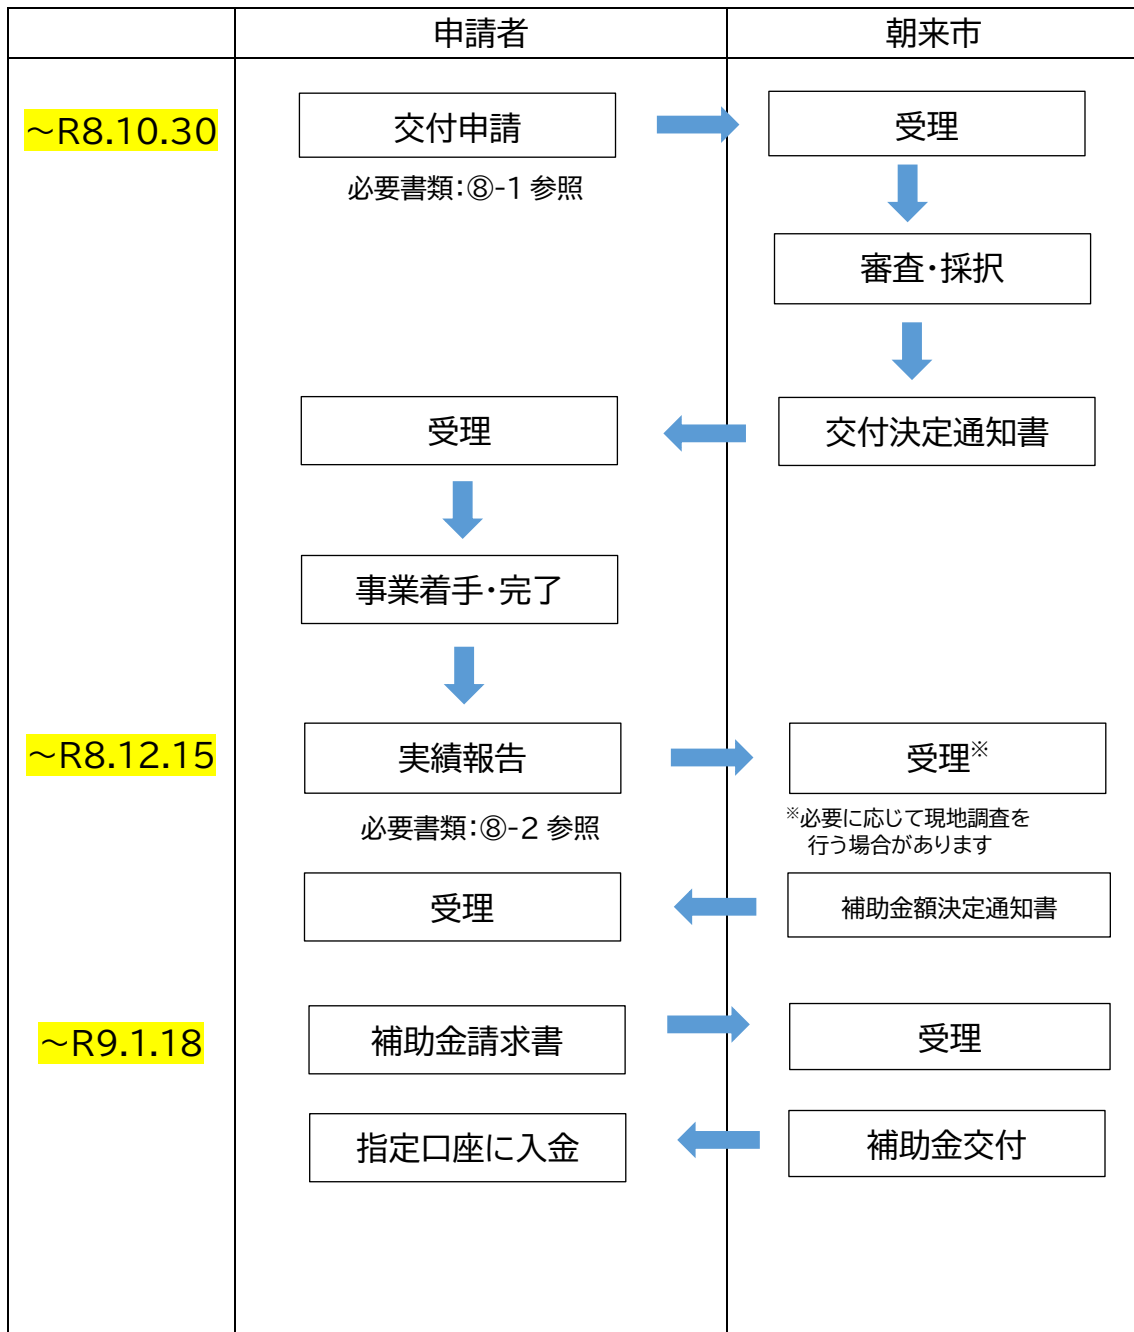 申請者
朝来市
～R8.10.30
交付申請
受理
必要書類：⑧-1 参照
審査・採択
受理
交付決定通知書
事業着手・完了
～R8.12.15
実績報告
受理※
必要書類：⑧-2 参照
※必要に応じて現地調査を
行う場合があります
受理
補助金額決定通知書
～R9.1.18
補助金請求書
受理
指定口座に入金
補助金交付